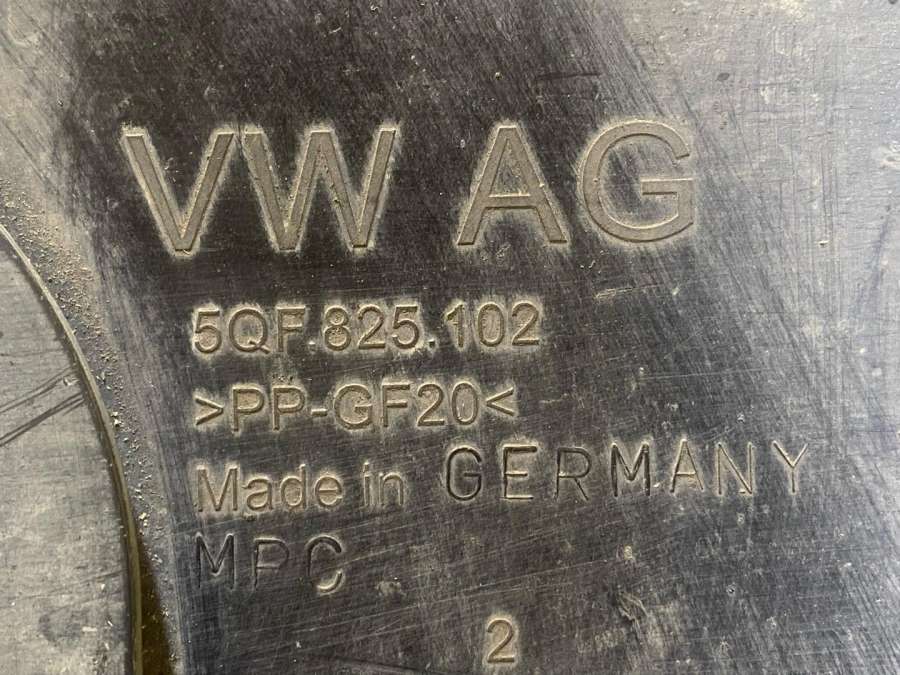 VW AG
5QF.825.102
>PP-GF20<
Made in GERMANY
MPC
2